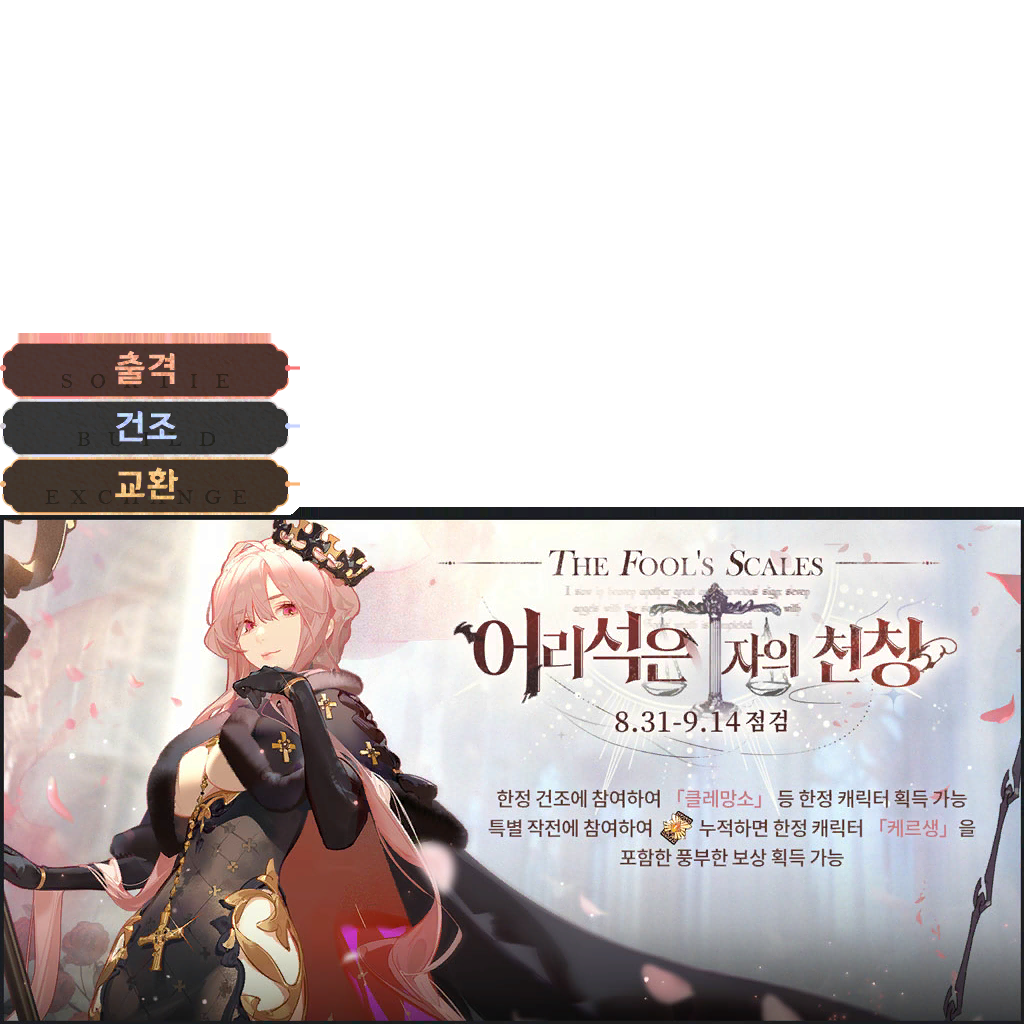 출격
SORTIE
건조
BUILD
교환
EXCHANGE
THE FOOL'S SCALES
어리석은 자의 천칭
8.31-9.14 점검
한정 건조에 참여하여 「클레망소」 등 한정 캐릭터 획득 가능
특별 작전에 참여하여 누적하면 한정 캐릭터 「케르생」을
포함한 풍부한 보상 획득 가능